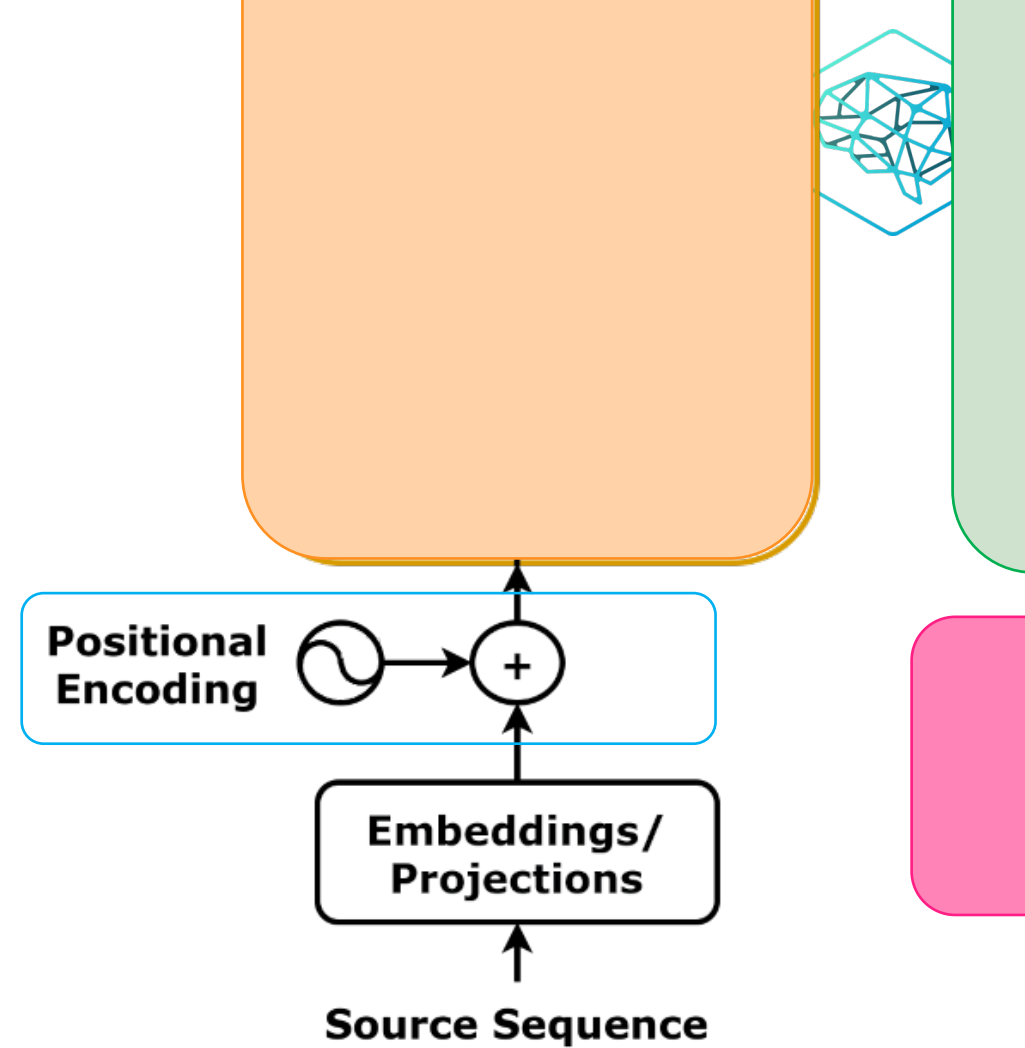 Positional
Encoding
+
Embeddings/
Projections
Source Sequence